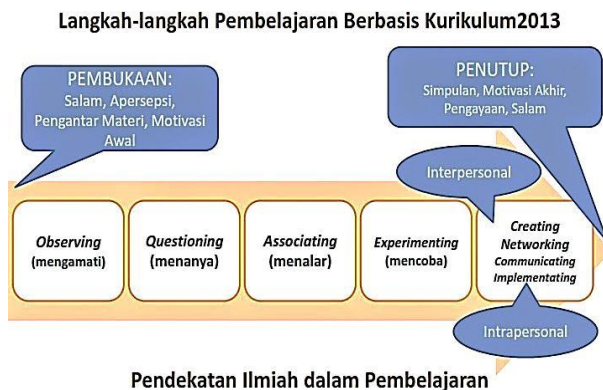 Langkah-langkah Pembelajaran Berbasis Kurikulum2013
PEMBUKAAN:
Salam, Apersepsi,
Pengantar Materi, Motivasi
Awal
PENUTUP:
Simpulan, Motivasi Akhir,
Pengayaan, Salam
Interpersonal
Observing
(mengamati)
Questioning
(menanya)
Associating
(menalar)
Experimenting
(mencoba)
Creating
Networking
Communicating
Implementating
Intrapersonal
Pendekatan Ilmiah dalam Pembelajaran